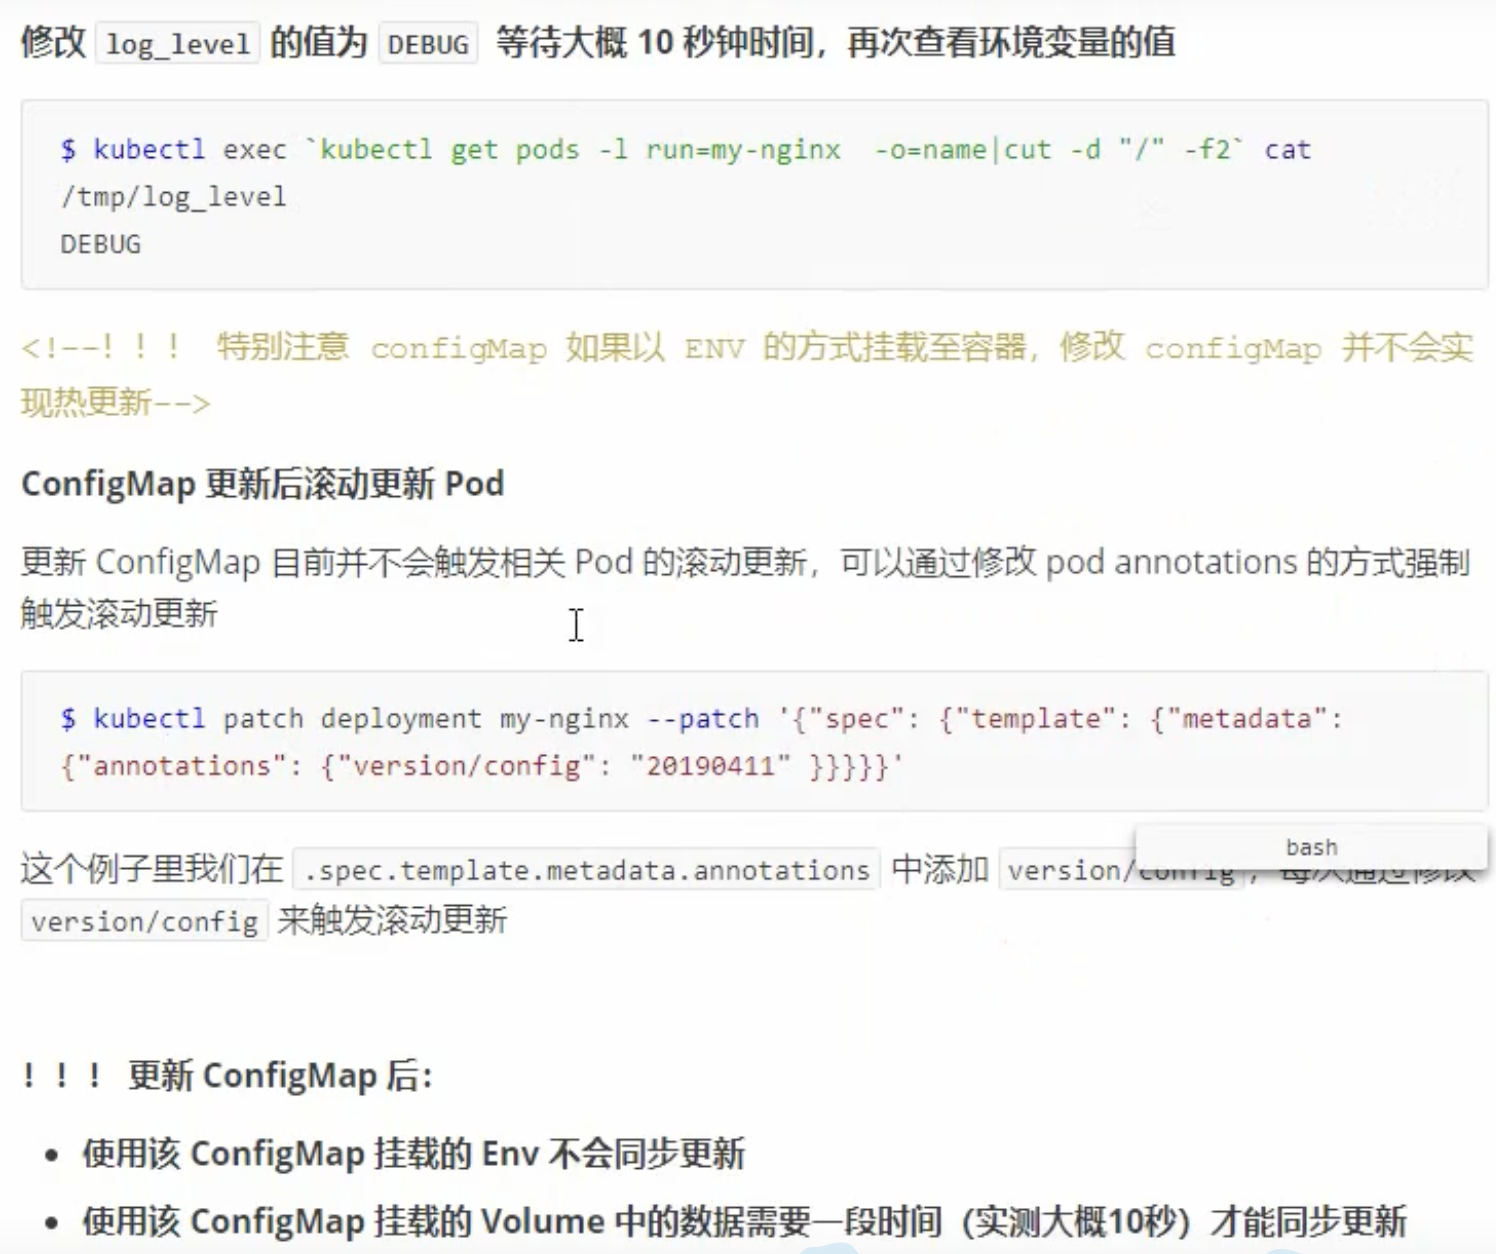 修改 log_level 的值为 DEBUG 等待大概 10 秒钟时间，再次查看环境变量的值
$ kubectl exec `kubectl get pods -l run=my-nginx  -o=name|cut -d "/" -f2` cat
/tmp/log_level
DEBUG
<!--！！！ 特别注意 configMap 如果以 ENV 的方式挂载至容器，修改 configMap 并不会实
现热更新-->
ConfigMap 更新后滚动更新 Pod
更新 ConfigMap 目前并不会触发相关 Pod 的滚动更新，可以通过修改 pod annotations 的方式强制
触发滚动更新
$ kubectl patch deployment my-nginx --patch '{"spec": {"template": {"metadata":
{"annotations": {"version/config": "20190411" }}}}}'
bash
这个例子里我们在 .spec.template.metadata.annotations 中添加 version/config，每次通过修改
version/config 来触发滚动更新
！！！ 更新 ConfigMap 后：
• 使用该 ConfigMap 挂载的 Env 不会同步更新
• 使用该 ConfigMap 挂载的 Volume 中的数据需要一段时间（实测大概10秒）才能同步更新